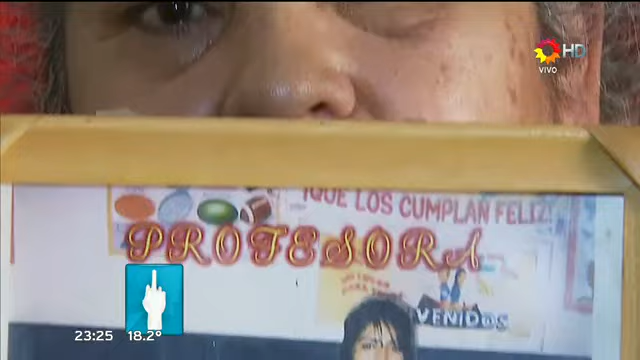 HD
VIVO
¡QUE LOS CUMPLAN FELIZ!
PROFESORA
VENIDOS
23:25 18.2°